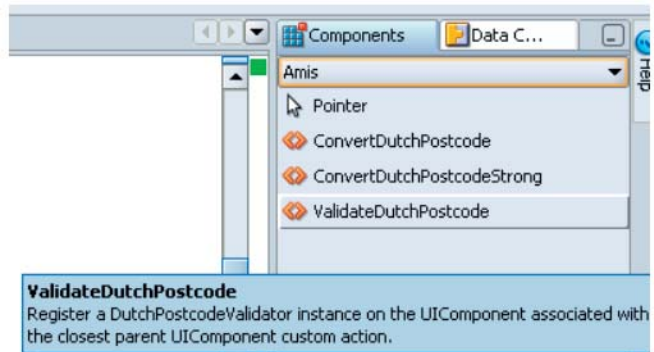 Components
Data C...
Help
Amis
Pointer
ConvertDutchPostcode
ConvertDutchPostcodeStrong
ValidateDutchPostcode
ValidateDutchPostcode
Register a DutchPostcodeValidator instance on the UIComponent associated with
the closest parent UIComponent custom action.